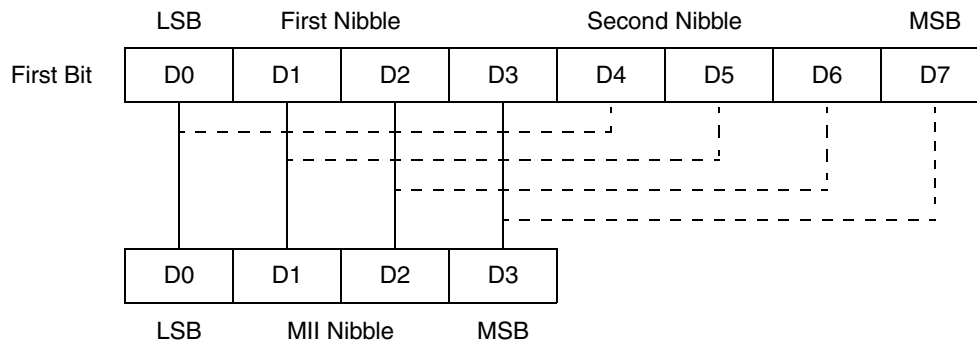 LSB First Nibble Second Nibble MSB
First Bit D0 D1 D2 D3 D4 D5 D6 D7
D0 D1 D2 D3
LSB MII Nibble MSB